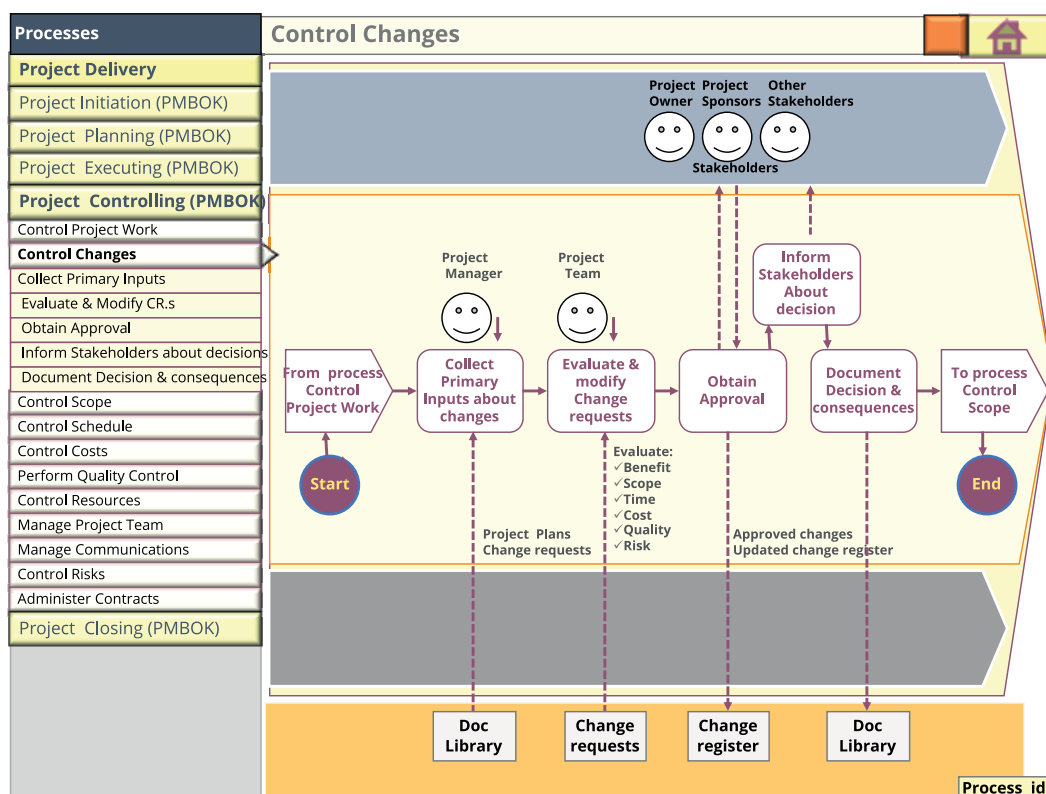 Processes
Project Delivery
Project Initiation (PMBOK)
Project Planning (PMBOK)
Project Executing (PMBOK)
Project Controlling (PMBOK)
Control Project Work
Control Changes
Collect Primary Inputs
Evaluate & Modify CR.s
Obtain Approval
Inform Stakeholders about decisions
Document Decision & consequences
Control Scope
Control Schedule
Control Costs
Perform Quality Control
Control Resources
Manage Project Team
Manage Communications
Control Risks
Administer Contracts
Project Closing (PMBOK)
Control Changes
Project
Owner
Project
Sponsors
Other
Stakeholders
Stakeholders
Project
Manager
Project
Team
Inform
Stakeholders
About
decision
From process
Control
Project Work
Collect
Primary
Inputs about
changes
Evaluate &
modify
Change
requests
Obtain
Approval
Document
Decision &
consequences
To process
Control
Scope
Start
End
Evaluate:
✓Benefit
✓Scope
✓Time
✓Cost
✓Quality
✓Risk
Project Plans
Change requests
Approved changes
Updated change register
Doc
Library
Change
requests
Change
register
Doc
Library
Process id